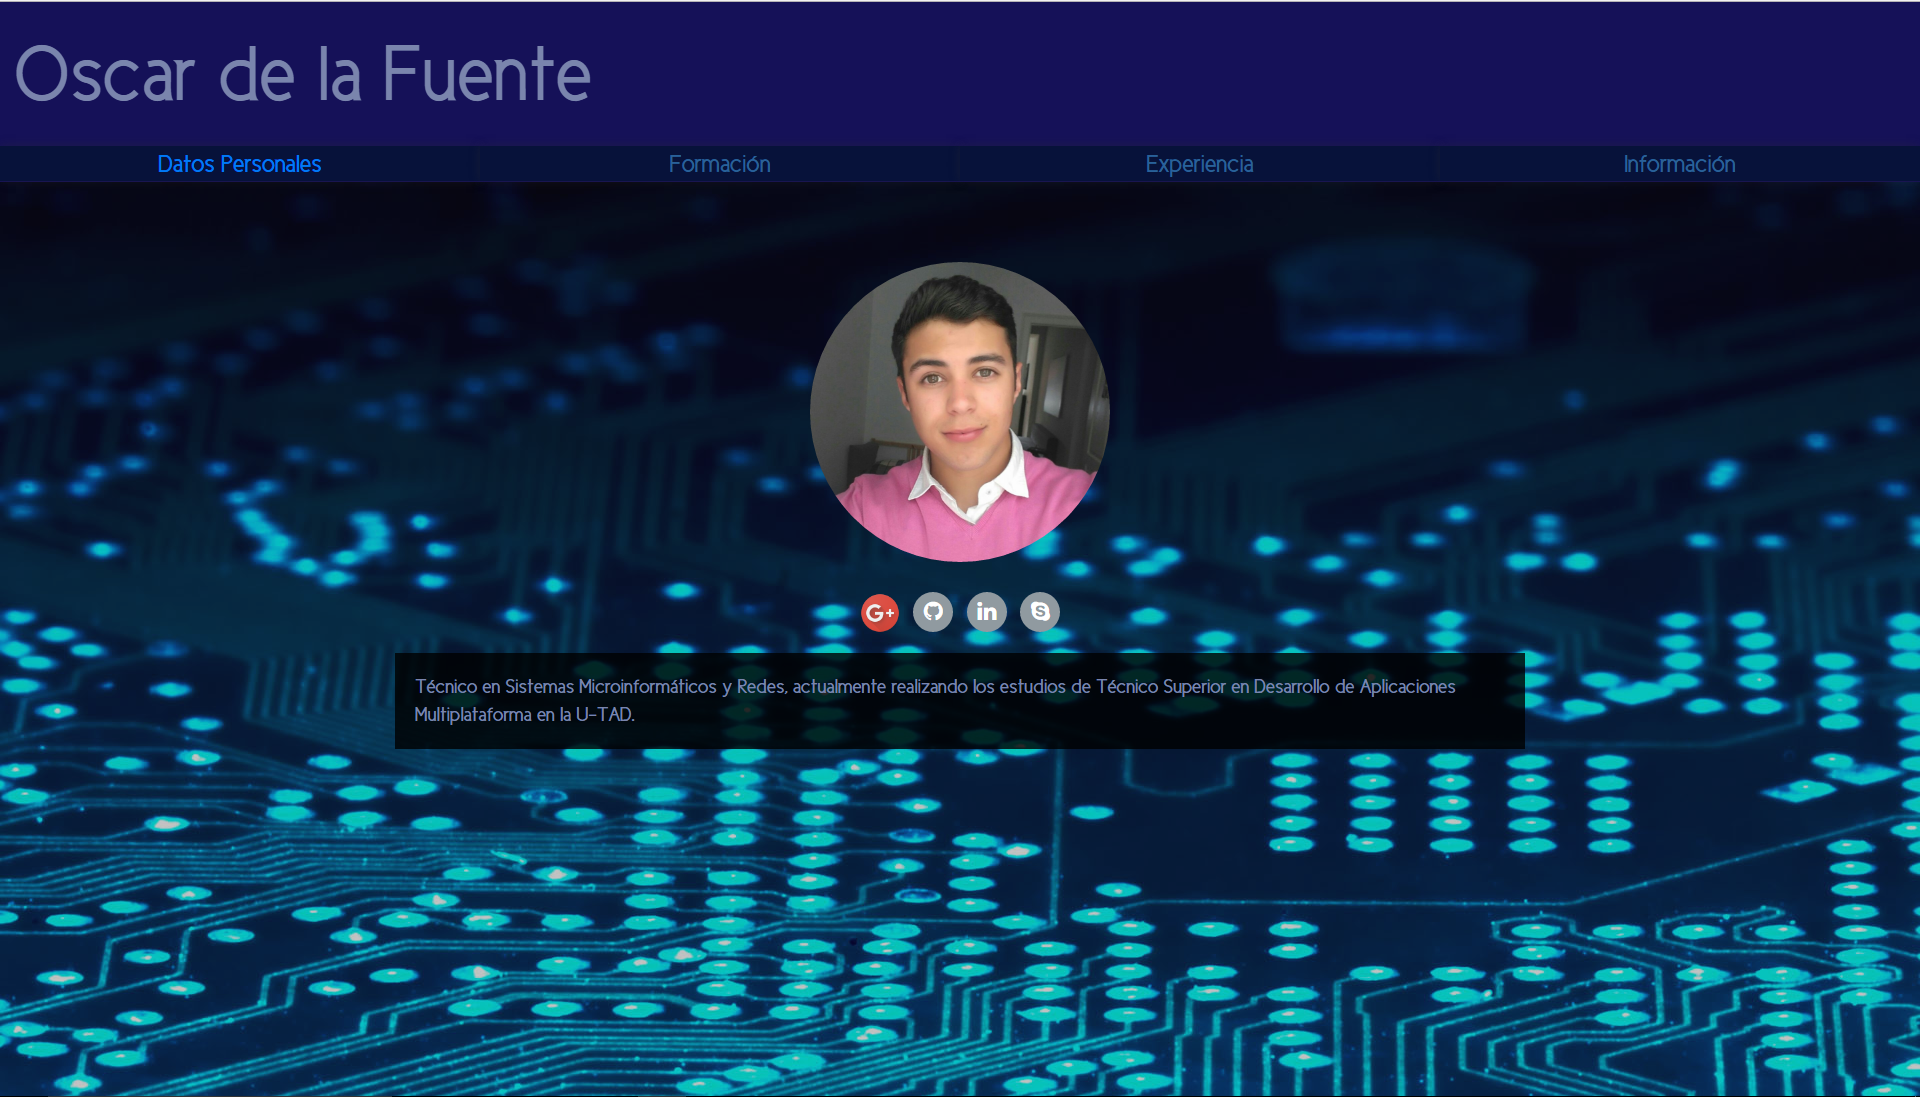 Oscar de la Fuente
Datos Personales
Formación
Experiencia
Información
G+
in
S
Técnico en Sistemas Microinformáticos y Redes, actualmente realizando los estudios de Técnico Superior en Desarrollo de Aplicaciones
Multiplataforma en la U-TAD.